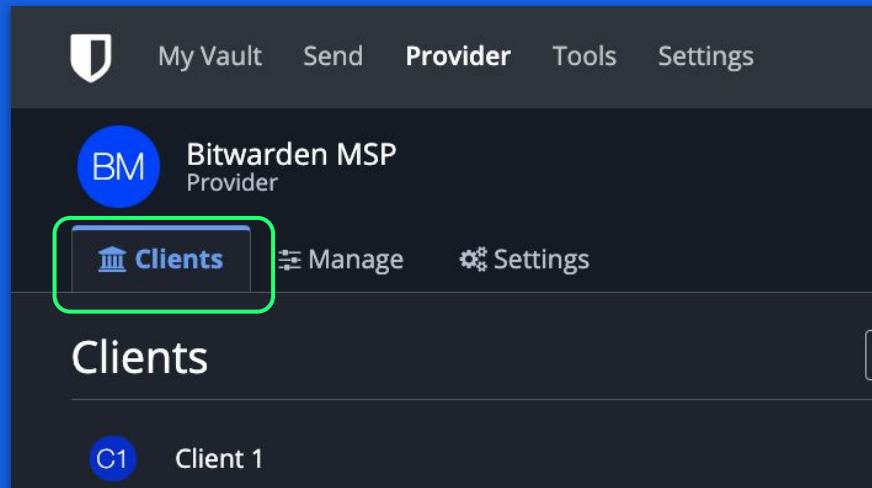 My Vault Send Provider Tools Settings
BM Bitwarden MSP
Provider
Clients Manage Settings
Clients
C1 Client 1